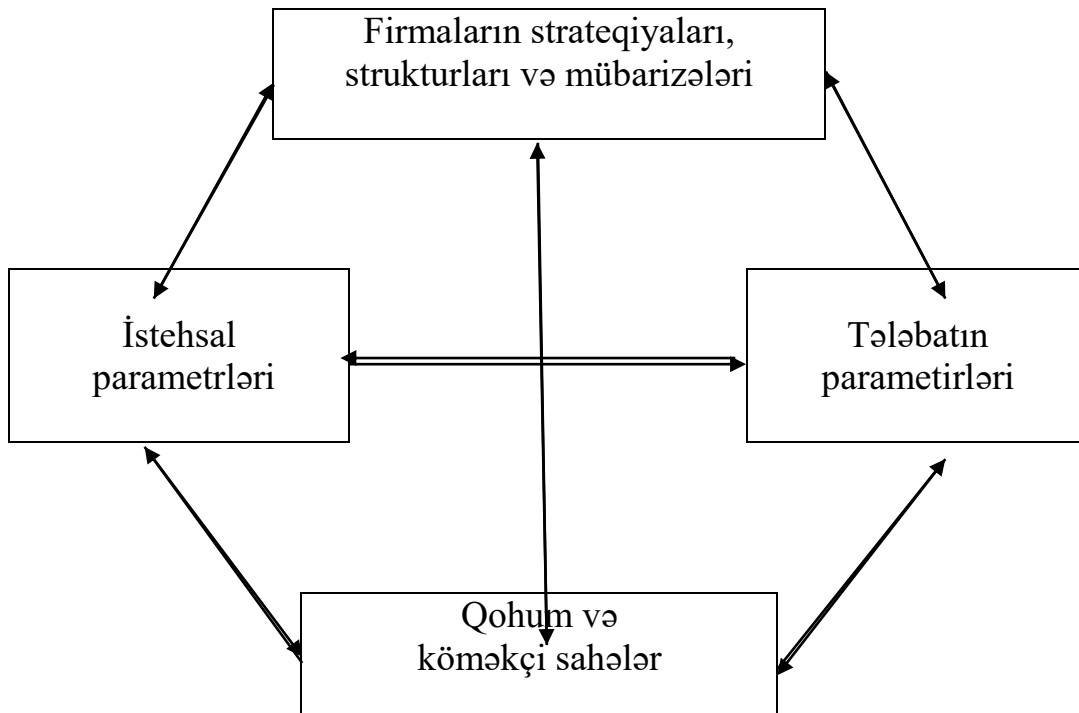 Firmaların strateqiyaları,
strukturları və mübarizələri
İstehsal
parametrləri
Tələbatın
parametirləri
Qohum və
köməkçi sahələr